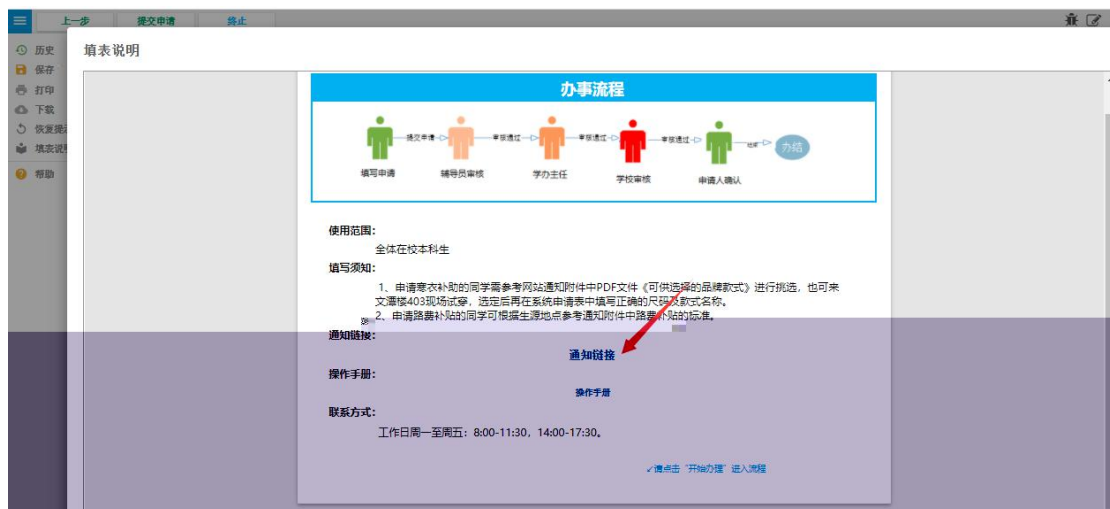 上一步 提交申请 终止
历史
保存
打印
下载
恢复提
填表说明
帮助
填表说明
办事流程
提交申请 审核通过 审核通过 审核通过 结束 办结
填写申请 辅导员审核 学办主任 学校审核 申请人确认
使用范围：
全体在校本科生
填写须知：
1、申请寒衣补助的同学需参考网站通知附件中PDF文件《可供选择的品牌款式》进行挑选，也可来
文潭楼403现场试穿，选定后再在系统申请表中填写正确的尺码及款式名称。
2、申请路费补贴的同学可根据生源地点参考通知附件中路费补贴的标准。
通知链接：
通知链接
操作手册：
操作手册
联系方式：
工作日周一至周五：8:00-11:30，14:00-17:30。
↙请点击“开始办理”进入流程